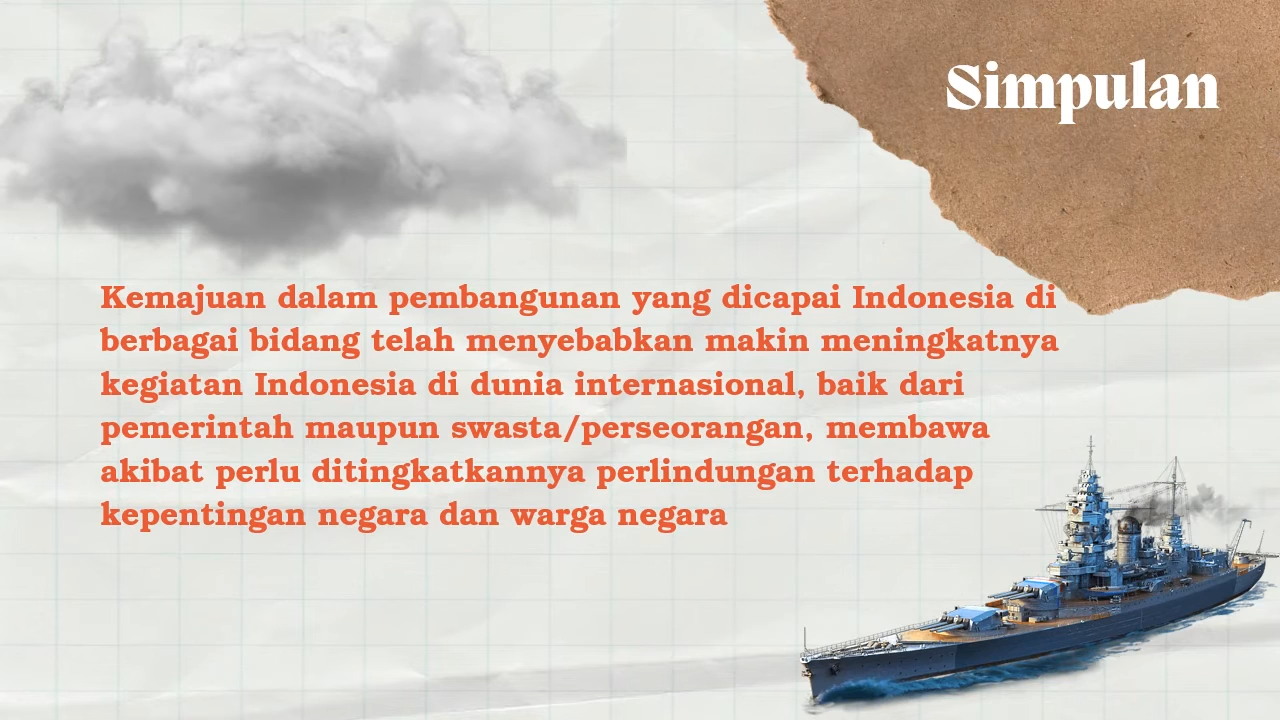 Simpulan
Kemajuan dalam pembangunan yang dicapai Indonesia di
berbagai bidang telah menyebabkan makin meningkatnya
kegiatan Indonesia di dunia internasional, baik dari
pemerintah maupun swasta/perseorangan, membawa
akibat perlu ditingkatkannya perlindungan terhadap
kepentingan negara dan warga negara